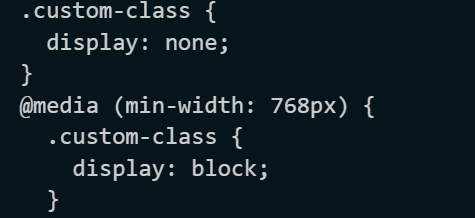 .custom-class {
  display: none;
}
@media (min-width: 768px) {
  .custom-class {
    display: block;
  }